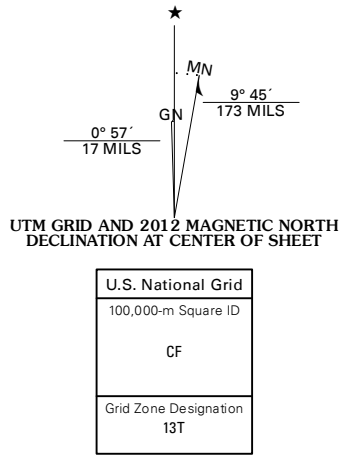 ★
MN
GN
9° 45´
173 MILS
0° 57´
17 MILS
UTM GRID AND 2012 MAGNETIC NORTH
DECLINATION AT CENTER OF SHEET
U.S. National Grid
100,000-m Square ID
CF
Grid Zone Designation
13T